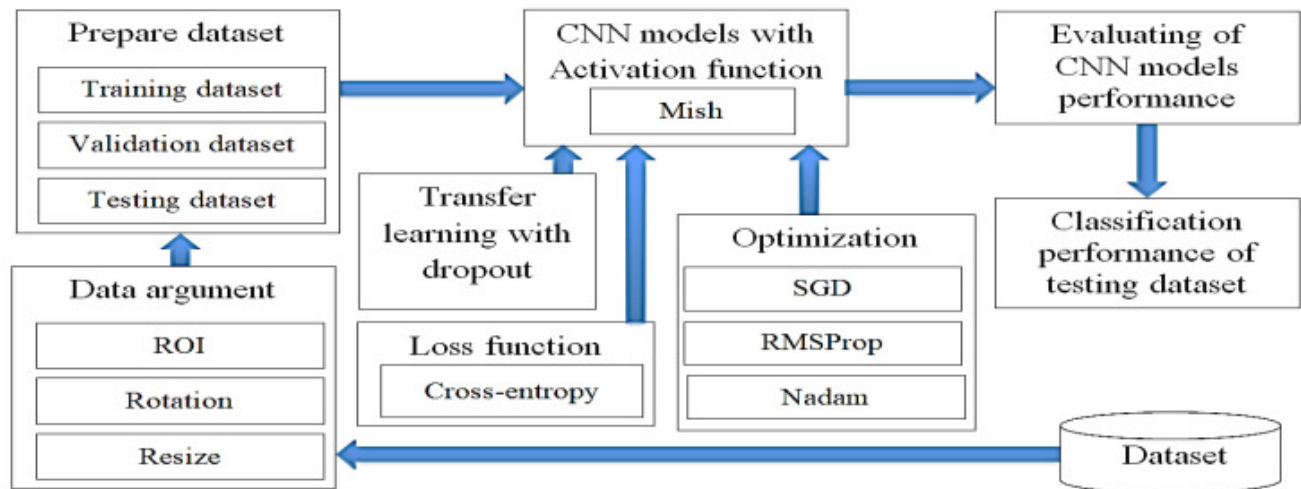 Prepare dataset
Training dataset
Validation dataset
Testing dataset
CNN models with
Activation function
Mish
Evaluating of
CNN models
performance
Transfer
learning with
dropout
Optimization
SGD
RMSProp
Nadam
Classification
performance of
testing dataset
Data argument
ROI
Rotation
Resize
Loss function
Cross-entropy
Dataset